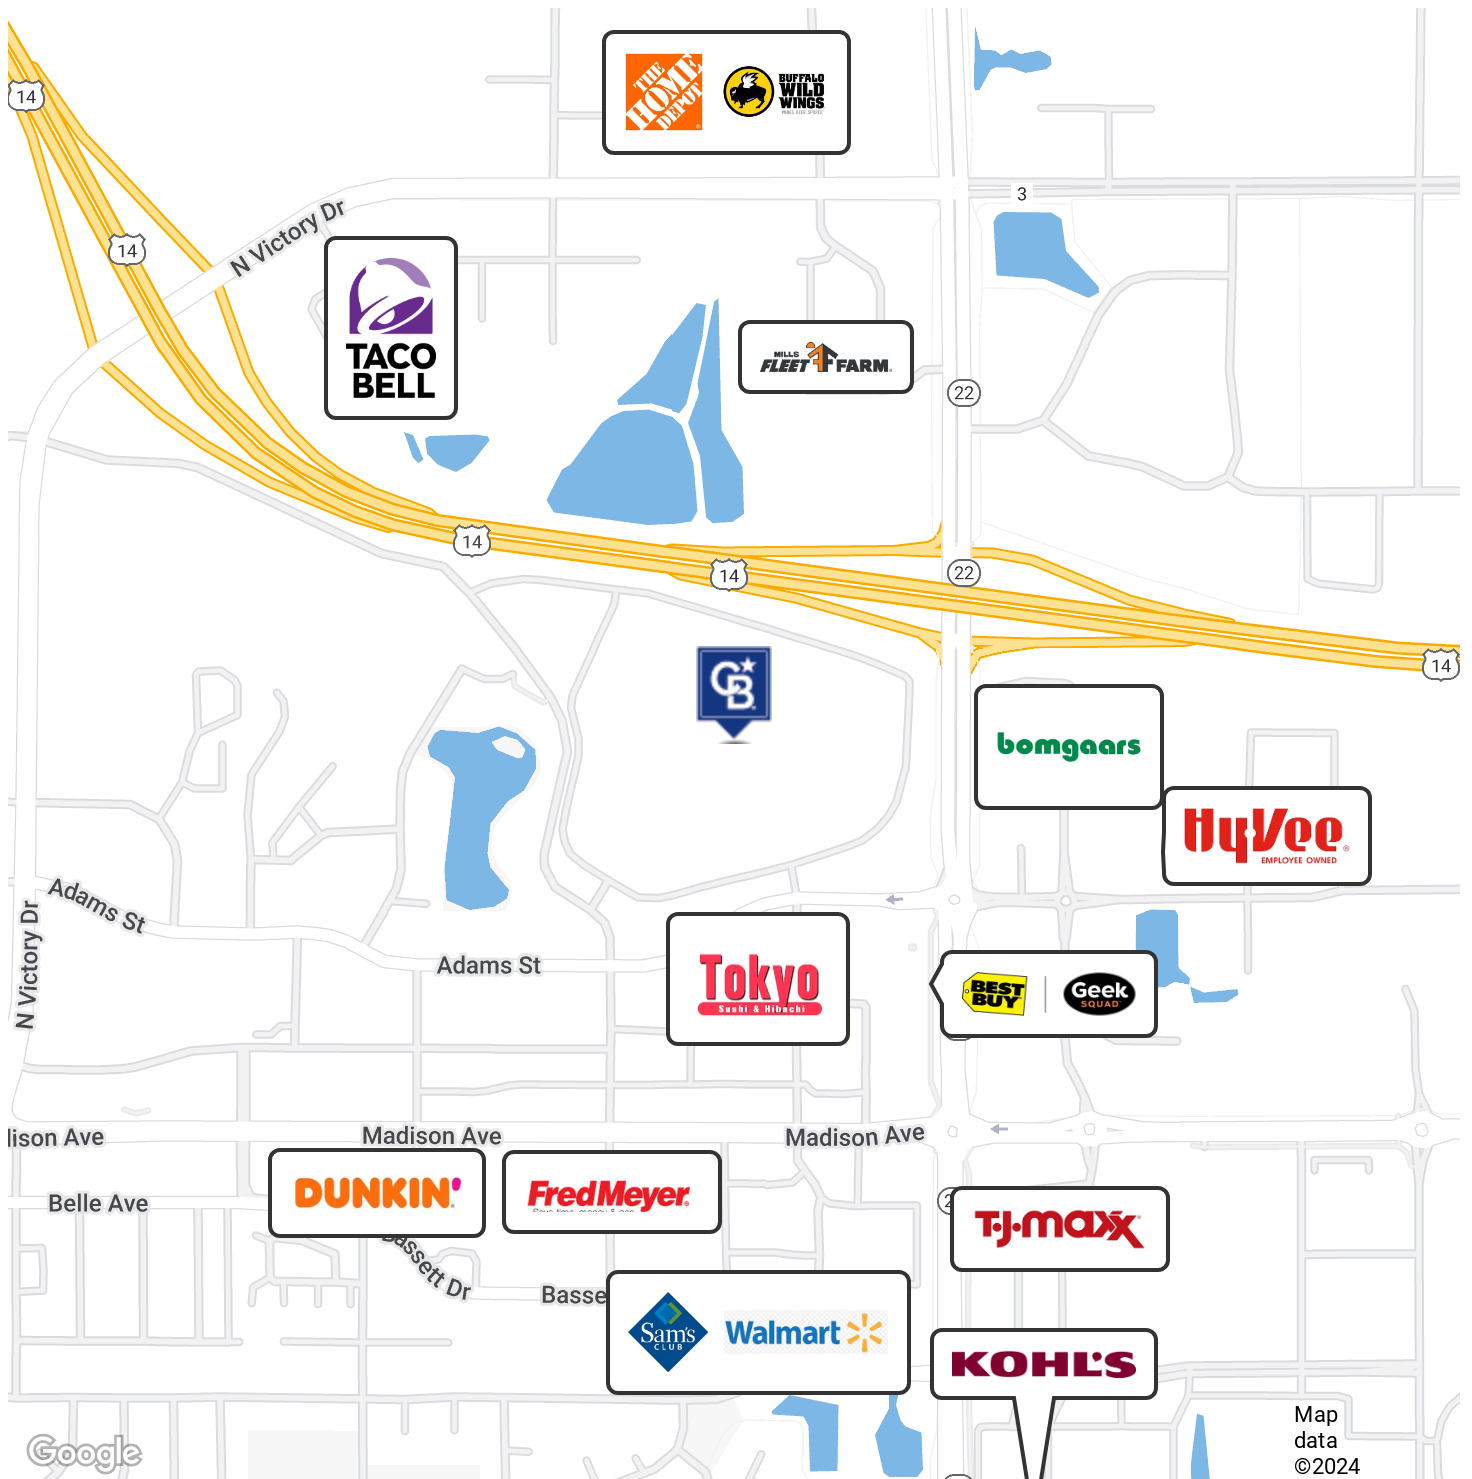 THE
HOME
DEPOT
BUFFALO
WILD
WINGS
14
3
N Victory Dr
14
TACO
BELL
MILLS
FLEET FARM
22
14
22
14
14
CB
bomgaars
HyVee
EMPLOYEE OWNED
Adams St
N Victory Dr
Adams St
Tokyo
Sushi & Hibachi
BEST
BUY
Geek
SQUAD
lison Ave
Madison Ave
Madison Ave
DUNKIN'
FredMeyer
Belle Ave
T.J.maxx
Bassett Dr
Basse
Sam's
CLUB
Walmart
KOHL'S
Google
Map
data
©2024